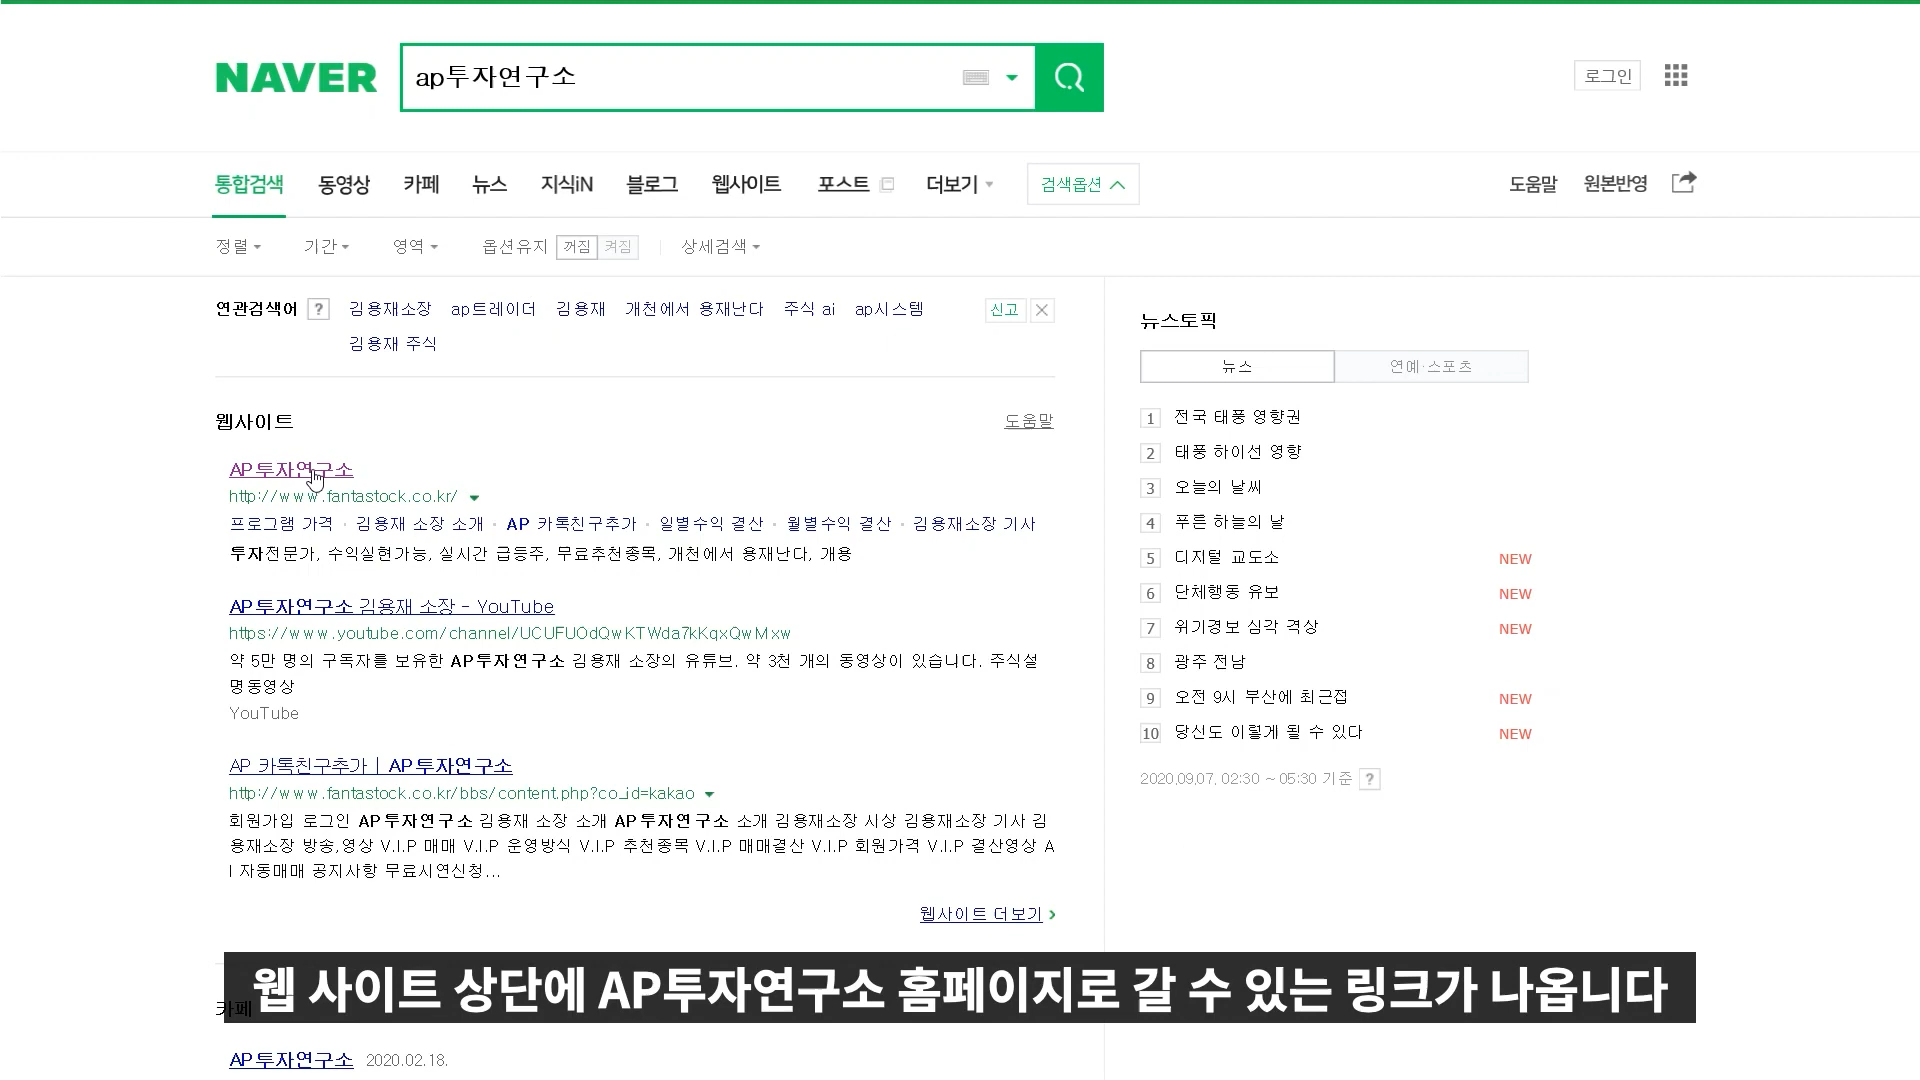 NAVER
ap투자연구소
로그인
통합검색 동영상 카페 뉴스 지식iN 블로그 웹사이트 포스트 더보기 검색옵션 도움말 원본반영
정렬 기간 영역 옵션유지 꺼짐 켜짐 상세검색
연관검색어 ? 김용재소장 ap트레이더 김용재 개천에서 용재난다 주식 ai ap시스템 신고
김용재 주식
웹사이트 도움말
AP투자연구소
http://www.fantastock.co.kr/
프로그램 가격 · 김용재 소장 소개 · AP 카톡친구추가 · 일별수익 결산 · 월별수익 결산 · 김용재소장 기사
투자전문가, 수익실현가능, 실시간 급등주, 무료추천종목, 개천에서 용재난다, 개용
AP투자연구소 김용재 소장 - YouTube
https://www.youtube.com/channel/UCUFUOdQwKTWda7kKqxQwMxw
약 5만 명의 구독자를 보유한 AP투자연구소 김용재 소장의 유튜브. 약 3천 개의 동영상이 있습니다. 주식설
명동영상
YouTube
AP 카톡친구추가 | AP투자연구소
http://www.fantastock.co.kr/bbs/content.php?co_id=kakao
회원가입 로그인 AP투자연구소 김용재 소장 소개 AP투자연구소 소개 김용재소장 시상 김용재소장 기사 김
용재소장 방송,영상 V.I.P 매매 V.I.P 운영방식 V.I.P 추천종목 V.I.P 매매결산 V.I.P 회원가격 V.I.P 결산영상 A
I 자동매매 공지사항 무료시연신청...
웹사이트 더보기
카페
AP투자연구소 2020.02.18.
뉴스토픽
뉴스 연예·스포츠
1 전국 태풍 영향권
2 태풍 하이선 영향
3 오늘의 날씨
4 푸른 하늘의 날
5 디지털 교도소 NEW
6 단체행동 유보 NEW
7 위기경보 심각 격상 NEW
8 광주 전남
9 오전 9시 부산에 최근접 NEW
10 당신도 이렇게 될 수 있다 NEW
2020.09.07. 02:30 ~ 05:30 기준 ?
웹 사이트 상단에 AP투자연구소 홈페이지로 갈 수 있는 링크가 나옵니다